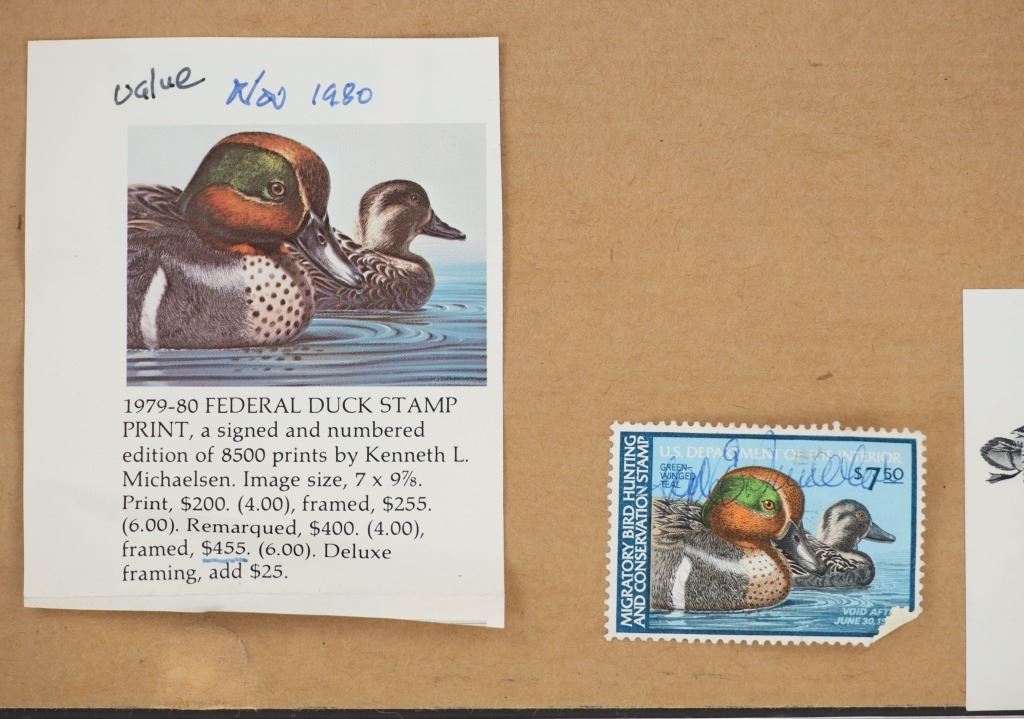 value Nov 1980
1979-80 FEDERAL DUCK STAMP
PRINT, a signed and numbered
edition of 8500 prints by Kenneth L.
Michaelsen. Image size, 7 x 9⅞.
Print, $200. (4.00), framed, $255.
(6.00). Remarqued, $400. (4.00),
framed, $455. (6.00). Deluxe
framing, add $25.
U.S. DEPARTMENT OF THE INTERIOR
$7.50
GREEN-
WINGED
TEAL
MIGRATORY BIRD HUNTING
AND CONSERVATION STAMP
VOID AFT
JUNE 30, 19